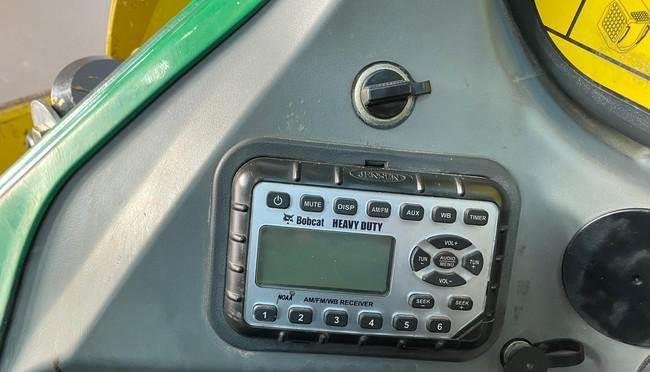 JENSEN
MUTE DISP AM/FM AUX WB TIMER
Bobcat HEAVY DUTY
VOL+
TUN - AUDIO MENU TUN +
VOL-
NOAA AM/FM/WB RECEIVER SEEK - SEEK +
1 2 3 4 5 6